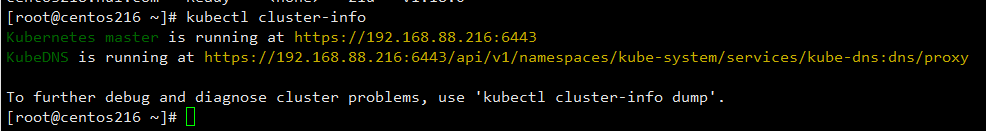 [root@centos216 ~]# kubectl cluster-info
Kubernetes master is running at https://192.168.88.216:6443
KubeDNS is running at https://192.168.88.216:6443/api/v1/namespaces/kube-system/services/kube-dns:dns/proxy
To further debug and diagnose cluster problems, use 'kubectl cluster-info dump'.
[root@centos216 ~]#